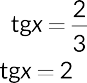 tgx = 2/3
tgx = 2